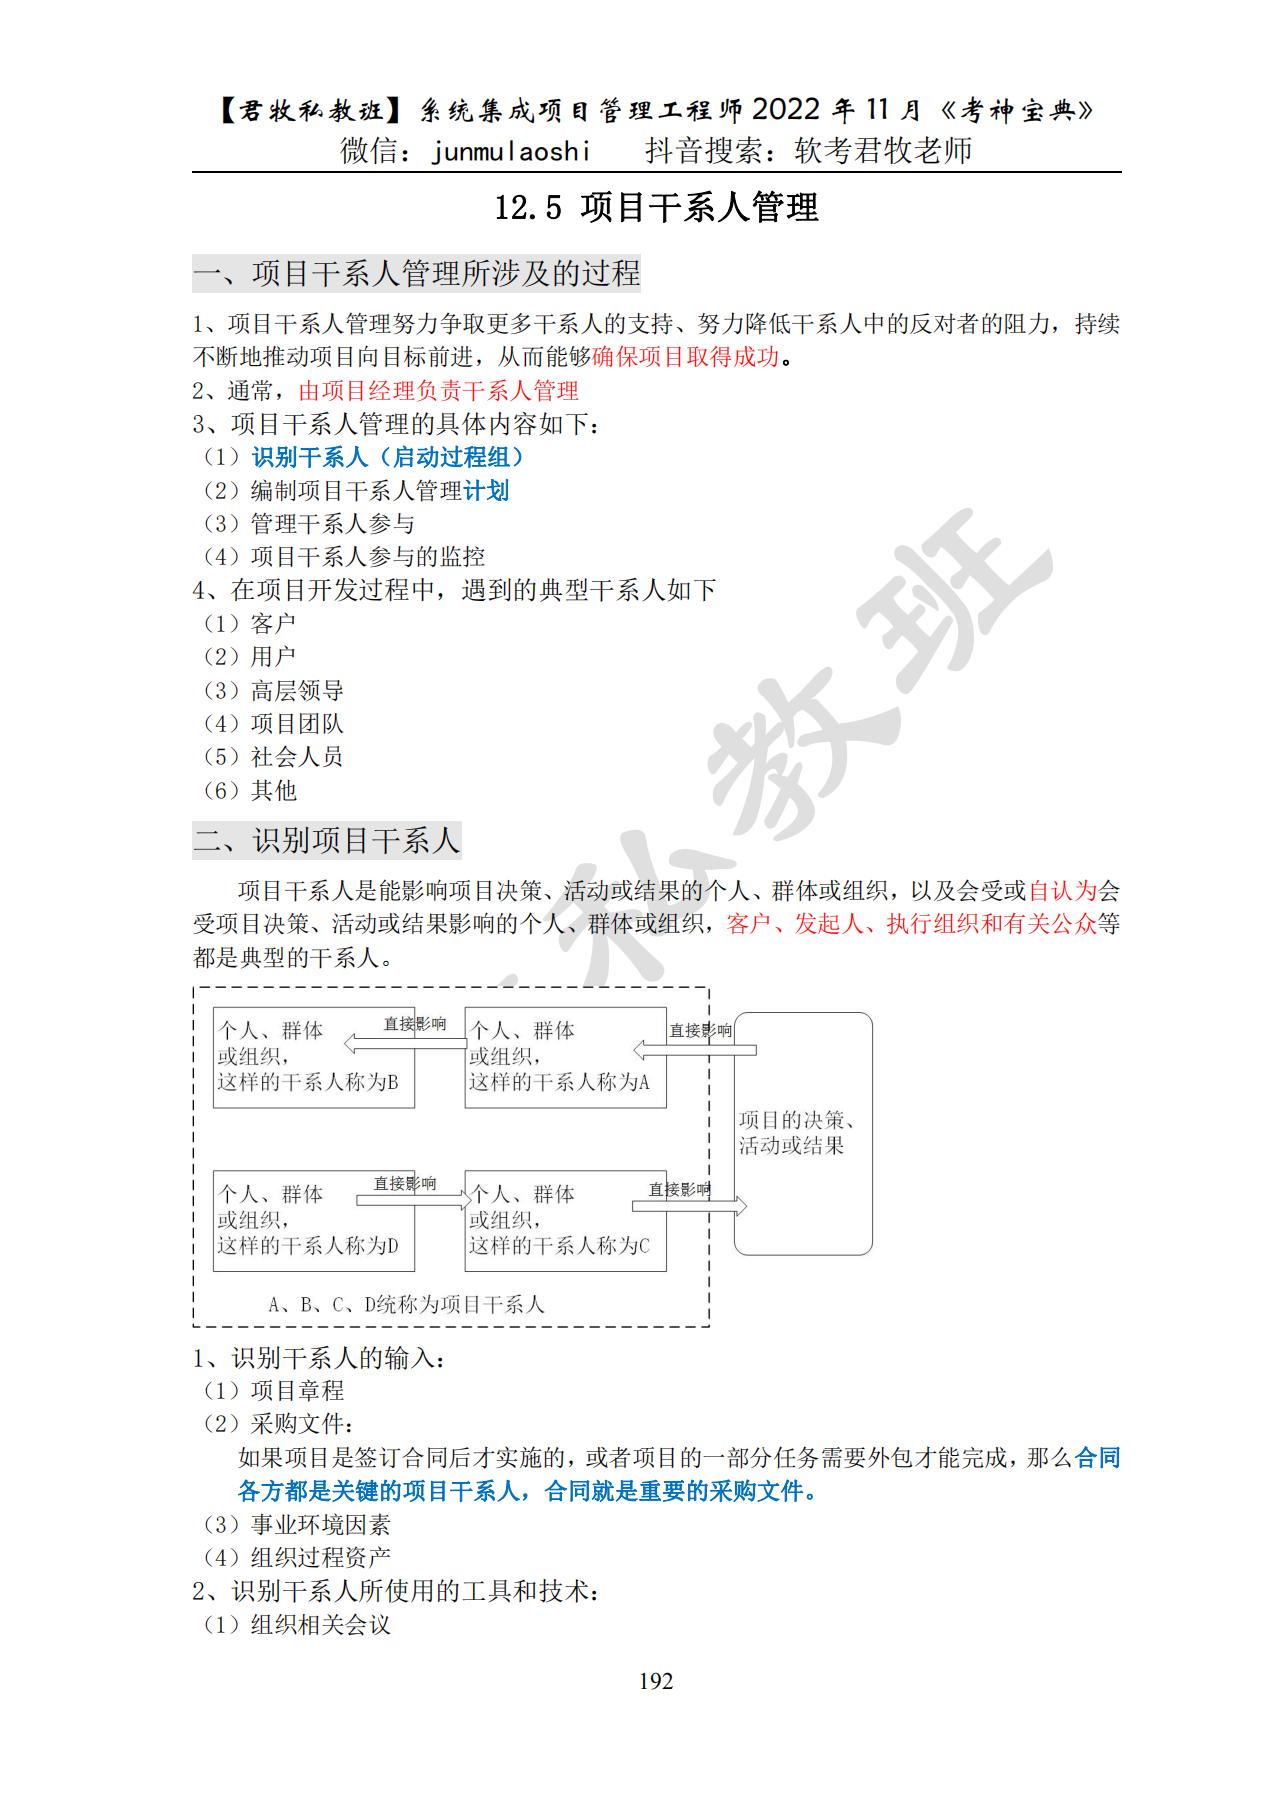 【君牧私教班】系统集成项目管理工程师 2022 年 11 月《考神宝典》
微信：junmulaoshi 抖音搜索：软考君牧老师
12.5 项目干系人管理
一、项目干系人管理所涉及的过程
1、项目干系人管理努力争取更多干系人的支持、努力降低干系人中的反对者的阻力，持续
不断地推动项目向目标前进，从而能够确保项目取得成功。
2、通常，由项目经理负责干系人管理
3、项目干系人管理的具体内容如下：
（1）识别干系人（启动过程组）
（2）编制项目干系人管理计划
（3）管理干系人参与
（4）项目干系人参与的监控
4、在项目开发过程中，遇到的典型干系人如下
（1）客户
（2）用户
（3）高层领导
（4）项目团队
（5）社会人员
（6）其他
二、识别项目干系人
项目干系人是能影响项目决策、活动或结果的个人、群体或组织，以及会受或自认为会
受项目决策、活动或结果影响的个人、群体或组织，客户、发起人、执行组织和有关公众等
都是典型的干系人。
个人、群体
或组织，
这样的干系人称为B
直接影响
个人、群体
或组织，
这样的干系人称为A
直接影响
项目的决策、
活动或结果
个人、群体
或组织，
这样的干系人称为D
直接影响
个人、群体
或组织，
这样的干系人称为C
直接影响
A、B、C、D统称为项目干系人
1、识别干系人的输入：
（1）项目章程
（2）采购文件：
如果项目是签订合同后才实施的，或者项目的一部分任务需要外包才能完成，那么合同
各方都是关键的项目干系人，合同就是重要的采购文件。
（3）事业环境因素
（4）组织过程资产
2、识别干系人所使用的工具和技术：
（1）组织相关会议
192
私教班